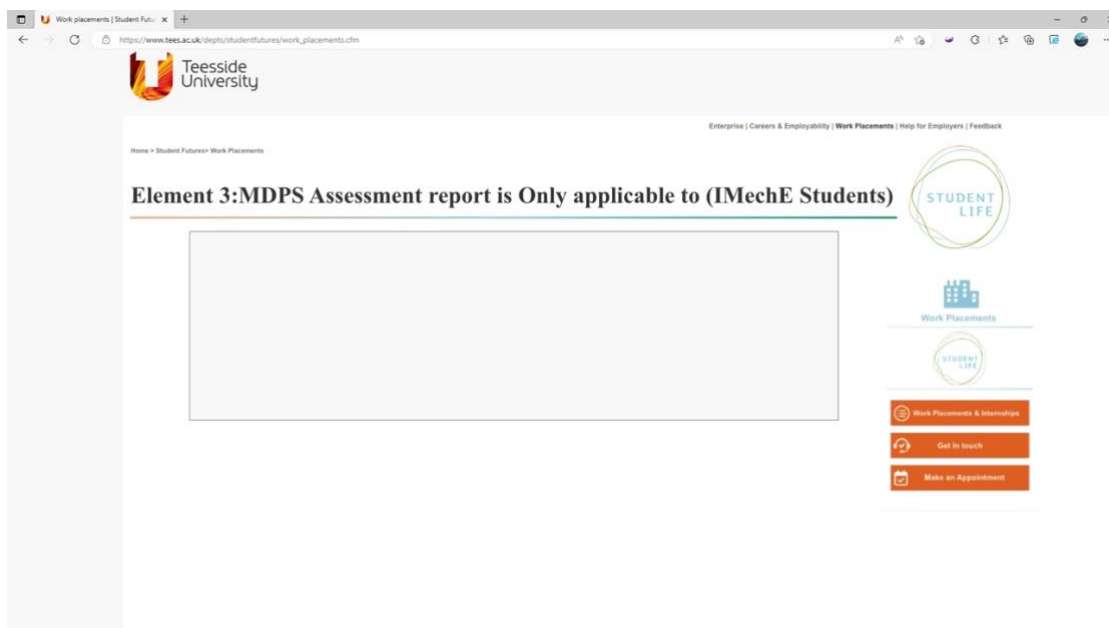 Work placements | Student Futu
https://www.tees.ac.uk/depts/studentfutures/work_placements.cfm
Teesside
University
Enterprise | Careers & Employability | Work Placements | Help for Employers | Feedback
Home > Student Futures> Work Placements
Element 3:MDPS Assessment report is Only applicable to (IMechE Students)
STUDENT
LIFE
Work Placements
STUDENT
LIFE
Work Placements & Internships
Get In touch
Make an Appointment